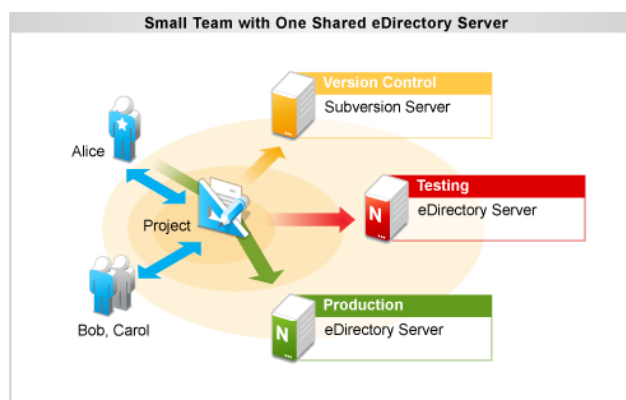 Small Team with One Shared eDirectory Server
Version Control
Subversion Server
Alice
Testing
N
eDirectory Server
Project
Production
N
eDirectory Server
Bob, Carol